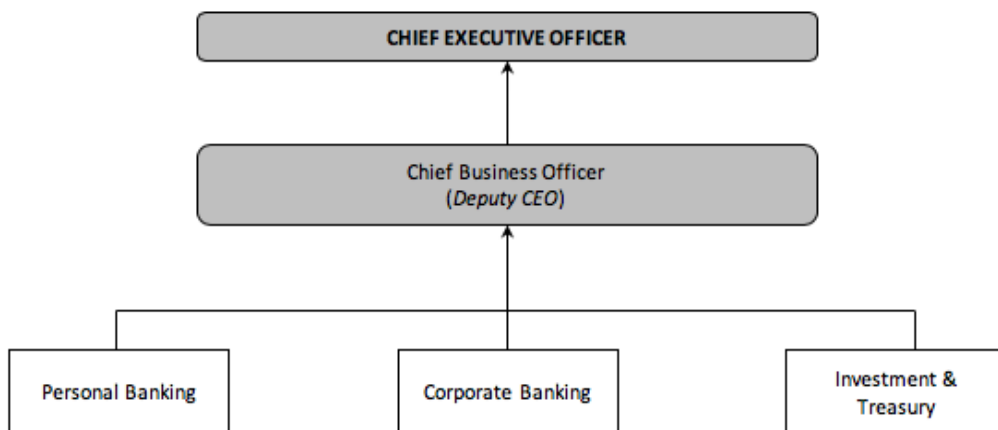 CHIEF EXECUTIVE OFFICER
Chief Business Officer
(Deputy CEO)
Personal Banking
Corporate Banking
Investment &
Treasury